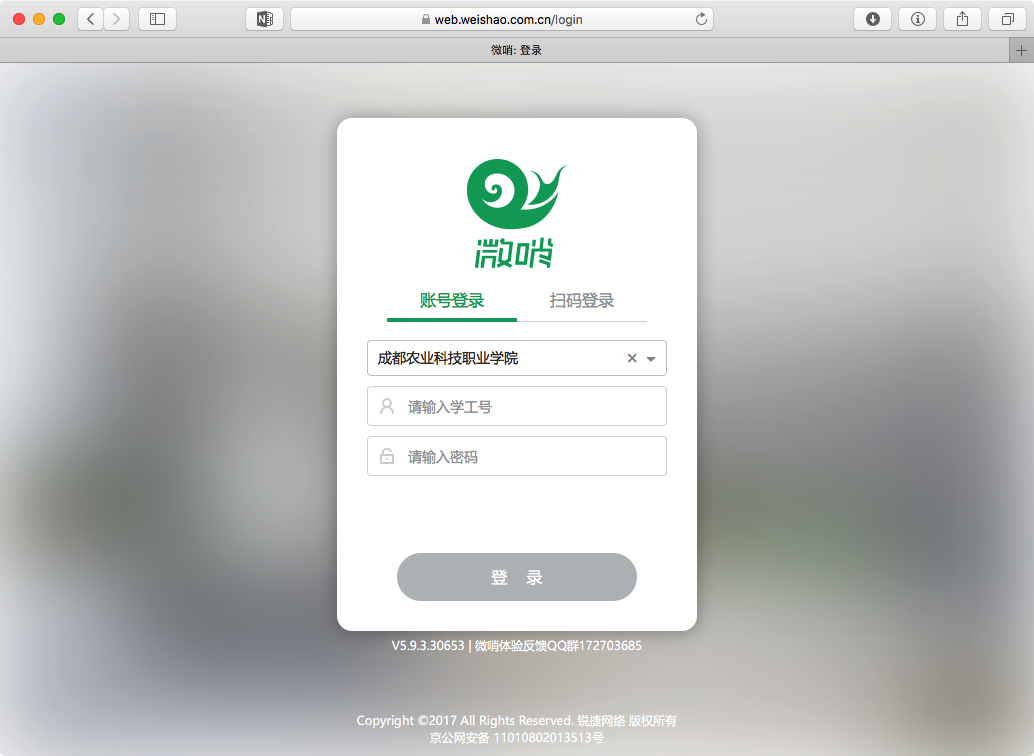 web.weishao.com.cn/login
微哨: 登录
微哨
账号登录 扫码登录
成都农业科技职业学院
请输入学工号
请输入密码
登 录
V5.9.3.30653 | 微哨体验反馈QQ群172703685
Copyright ©2017 All Rights Reserved. 锐捷网络 版权所有
京公网安备 11010802013513号